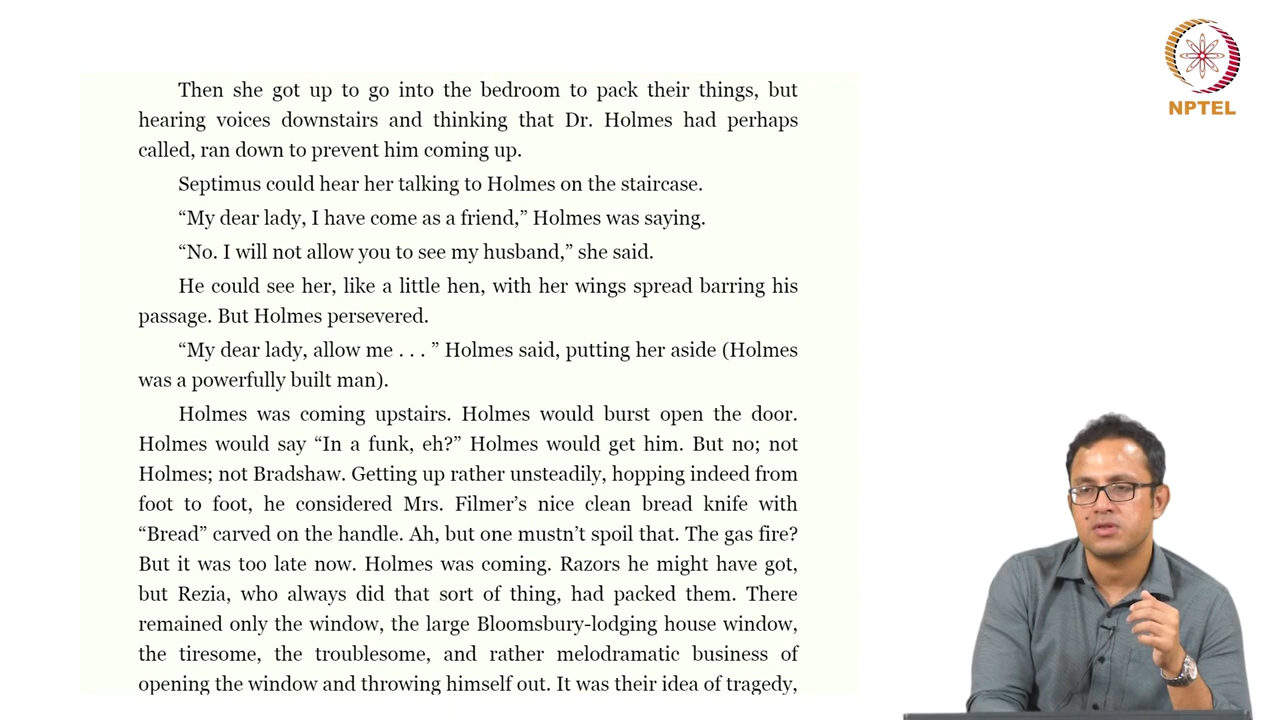 Then she got up to go into the bedroom to pack their things, but
hearing voices downstairs and thinking that Dr. Holmes had perhaps
called, ran down to prevent him coming up.
Septimus could hear her talking to Holmes on the staircase.
“My dear lady, I have come as a friend,” Holmes was saying.
“No. I will not allow you to see my husband,” she said.
He could see her, like a little hen, with her wings spread barring his
passage. But Holmes persevered.
“My dear lady, allow me . . . ” Holmes said, putting her aside (Holmes
was a powerfully built man).
Holmes was coming upstairs. Holmes would burst open the door.
Holmes would say “In a funk, eh?” Holmes would get him. But no; not
Holmes; not Bradshaw. Getting up rather unsteadily, hopping indeed from
foot to foot, he considered Mrs. Filmer’s nice clean bread knife with
“Bread” carved on the handle. Ah, but one mustn’t spoil that. The gas fire?
But it was too late now. Holmes was coming. Razors he might have got,
but Rezia, who always did that sort of thing, had packed them. There
remained only the window, the large Bloomsbury-lodging house window,
the tiresome, the troublesome, and rather melodramatic business of
opening the window and throwing himself out. It was their idea of tragedy,
NPTEL